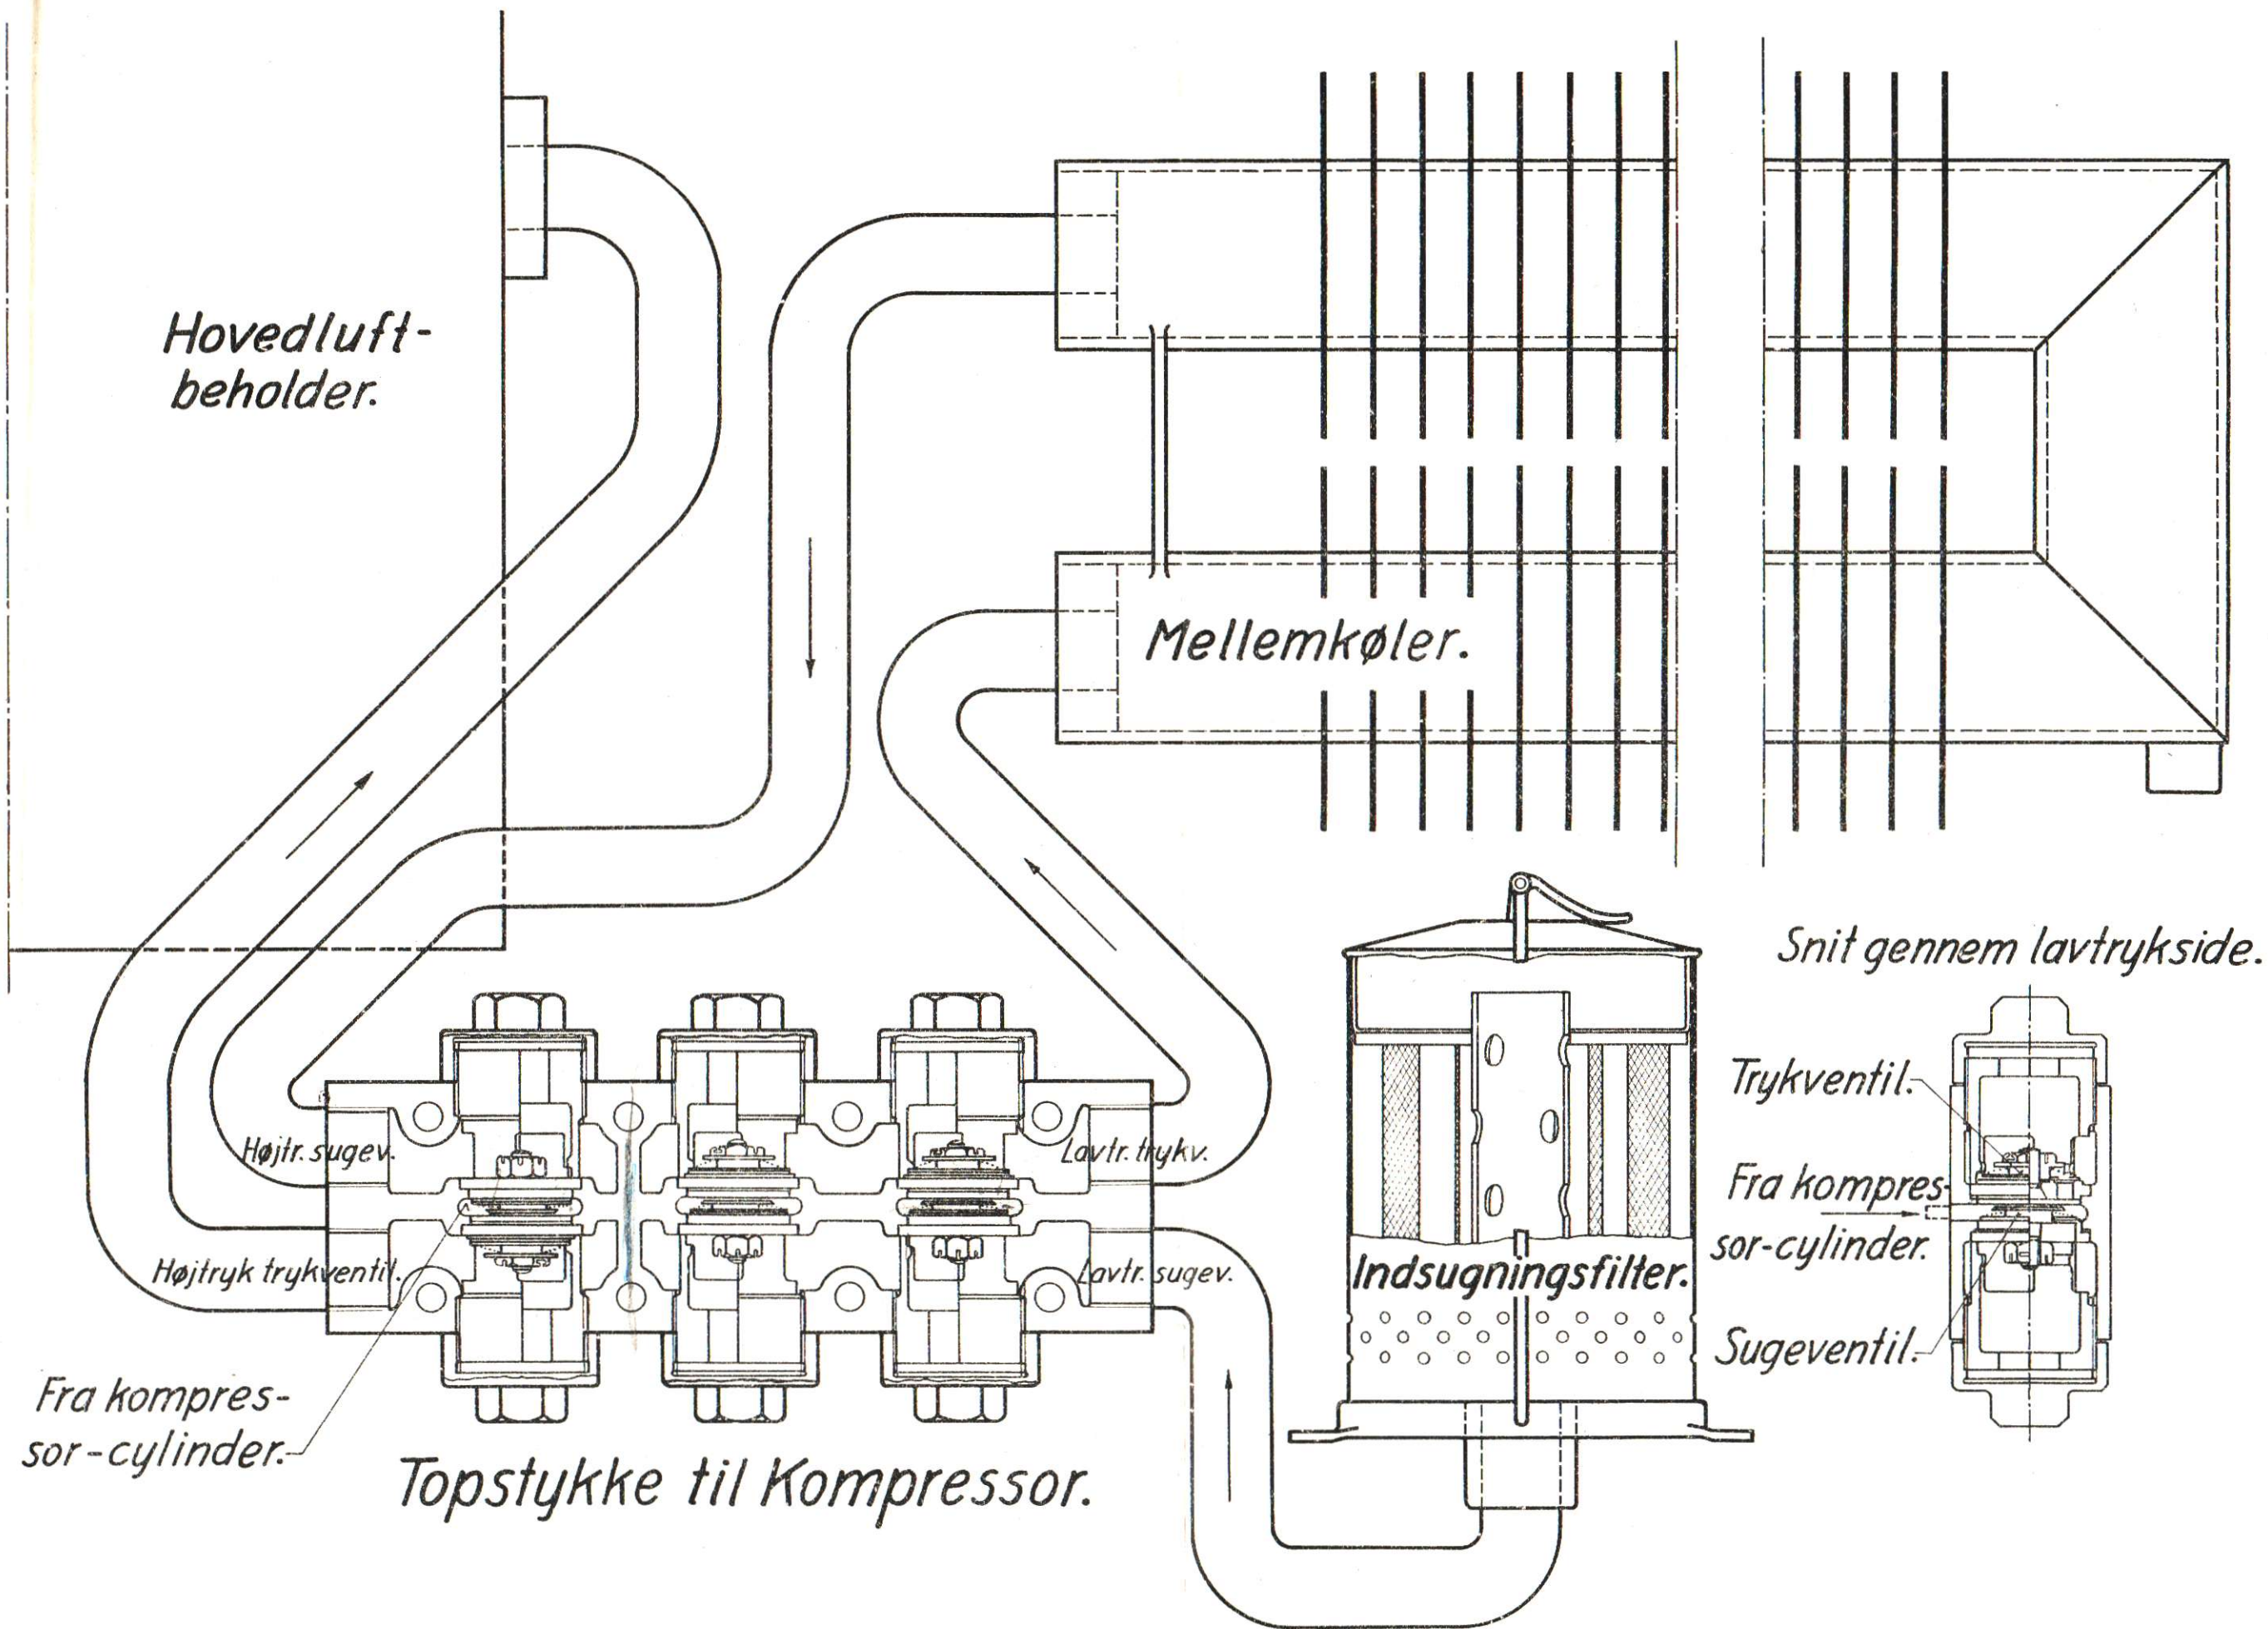 Hovedluft-
beholder.
Mellemkøler.
Snit gennem lavtrykside.
Trykventil.
Fra kompres-
sor-cylinder.
Sugeventil.
Højtr. sugev.
Lavtr. trykv.
Højtryk trykventil.
Lavtr. sugev.
Indsugningsfilter.
Fra kompres-
sor-cylinder.
Topstykke til Kompressor.